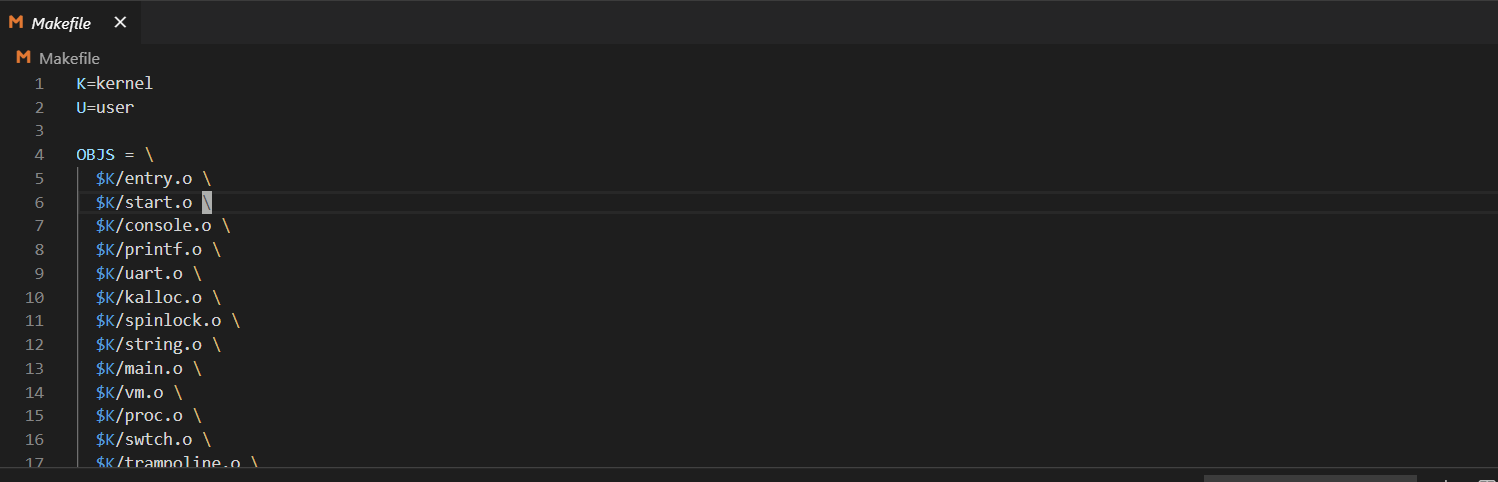 Makefile
Makefile
1 K=kernel
2 U=user
3
4 OBJS = \
5 $K/entry.o \
6 $K/start.o \
7 $K/console.o \
8 $K/printf.o \
9 $K/uart.o \
10 $K/kalloc.o \
11 $K/spinlock.o \
12 $K/string.o \
13 $K/main.o \
14 $K/vm.o \
15 $K/proc.o \
16 $K/swtch.o \
17 $K/trampoline.o \